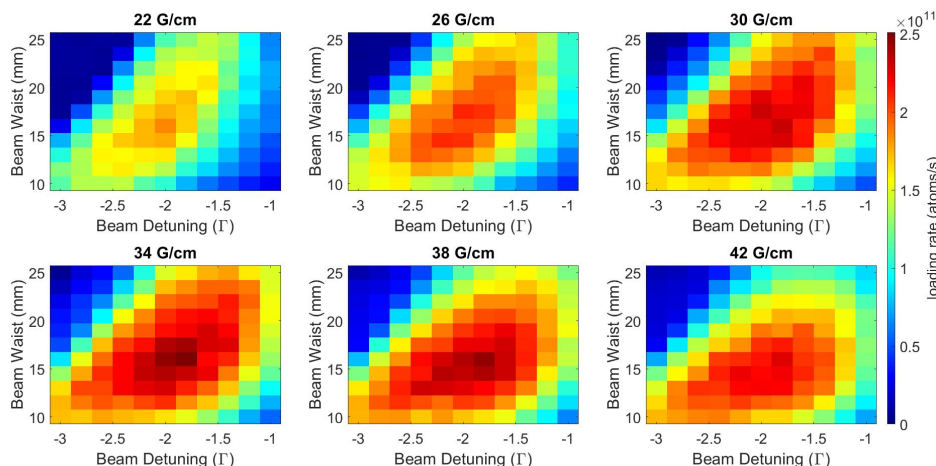 22 G/cm
26 G/cm
30 G/cm
×10¹¹
25
20
15
10
Beam Waist (mm)
-3 -2.5 -2 -1.5 -1
Beam Detuning (Γ)
25
20
15
10
Beam Waist (mm)
-3 -2.5 -2 -1.5 -1
Beam Detuning (Γ)
25
20
15
10
Beam Waist (mm)
-3 -2.5 -2 -1.5 -1
Beam Detuning (Γ)
34 G/cm
38 G/cm
42 G/cm
25
20
15
10
Beam Waist (mm)
-3 -2.5 -2 -1.5 -1
Beam Detuning (Γ)
25
20
15
10
Beam Waist (mm)
-3 -2.5 -2 -1.5 -1
Beam Detuning (Γ)
25
20
15
10
Beam Waist (mm)
-3 -2.5 -2 -1.5 -1
Beam Detuning (Γ)
2.5
2
1.5
1
0.5
0
loading rate (atoms/s)